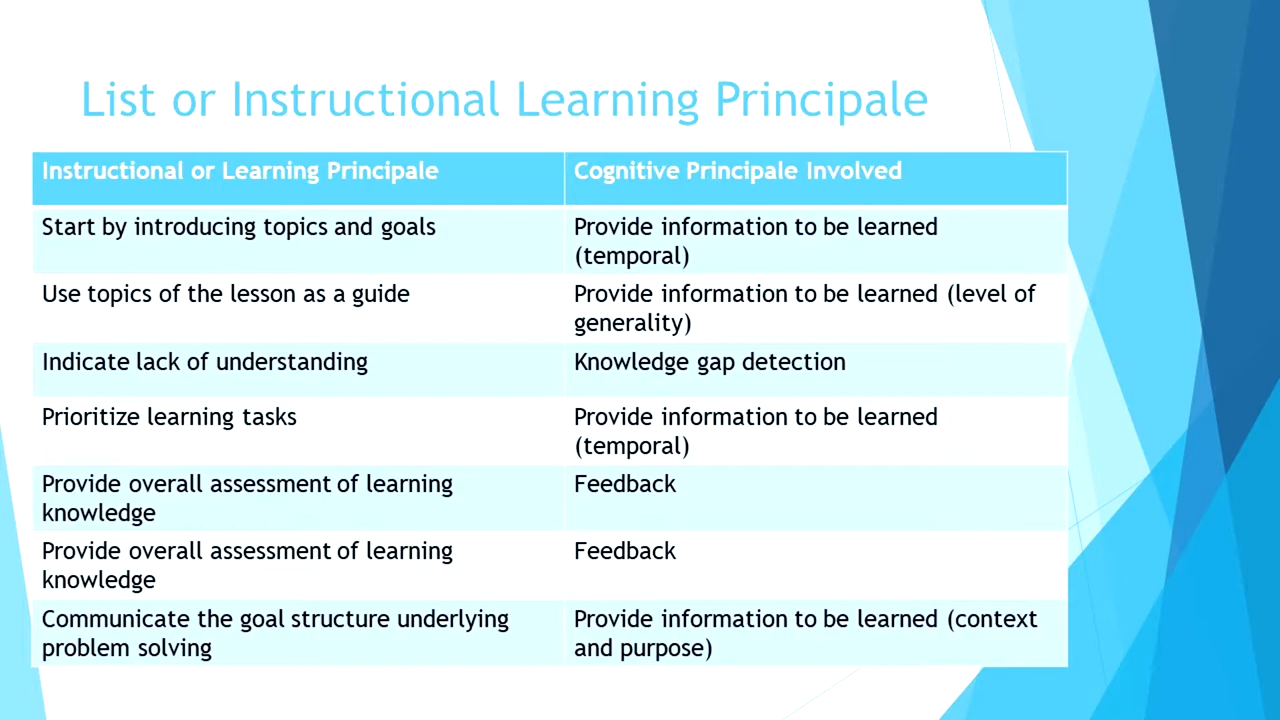 List or Instructional Learning Principale
Instructional or Learning Principale
Cognitive Principale Involved
Start by introducing topics and goals
Provide information to be learned
(temporal)
Use topics of the lesson as a guide
Provide information to be learned (level of
generality)
Indicate lack of understanding
Knowledge gap detection
Prioritize learning tasks
Provide information to be learned
(temporal)
Provide overall assessment of learning
knowledge
Feedback
Provide overall assessment of learning
knowledge
Feedback
Communicate the goal structure underlying
problem solving
Provide information to be learned (context
and purpose)